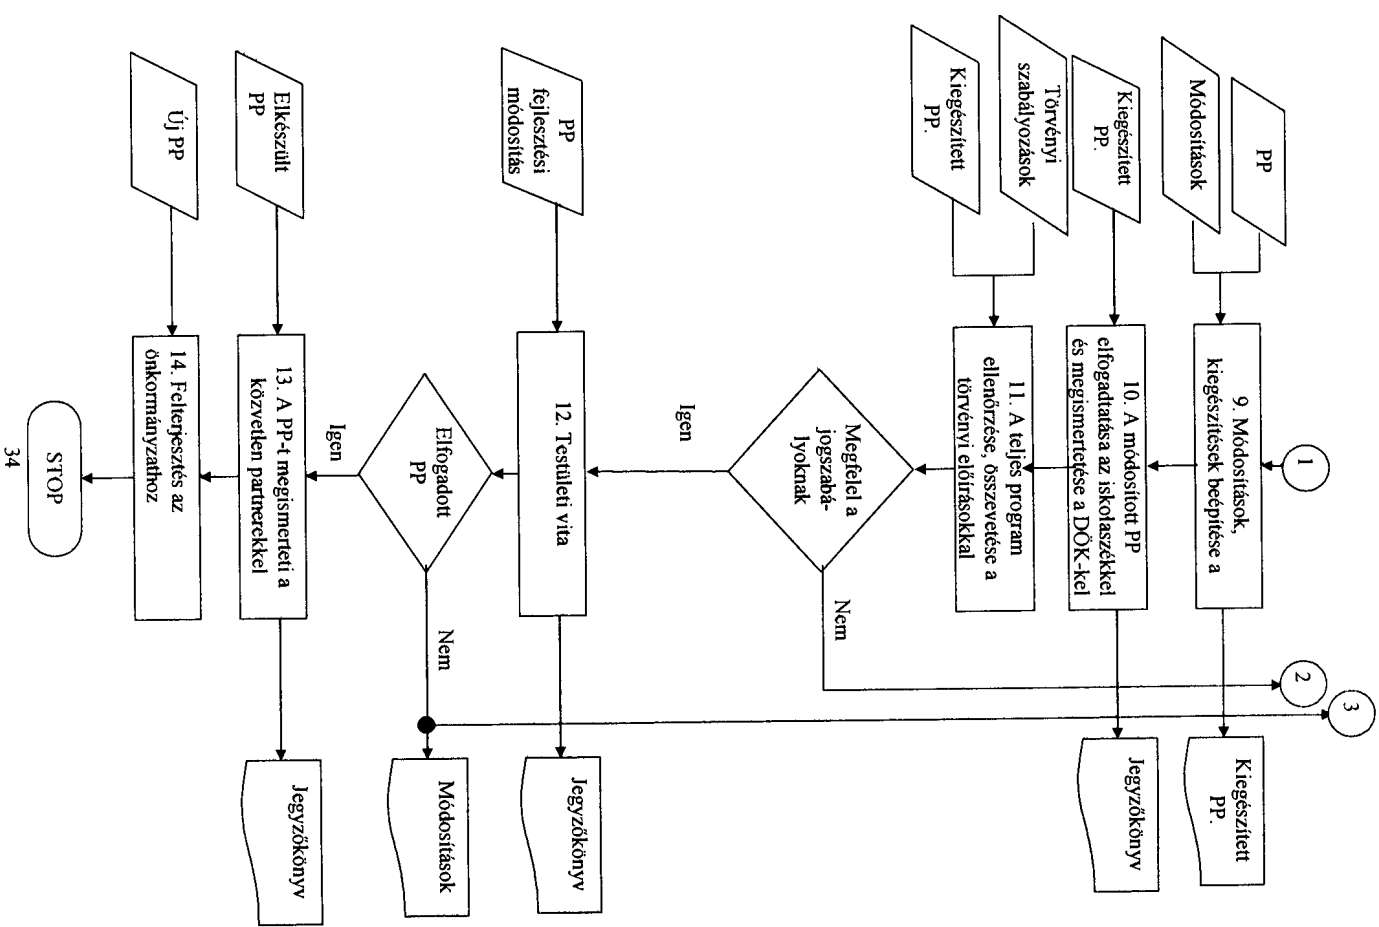 1
PP
Módosítások
9. Módosítások,
kiegészítések beépítése a
Kiegészített
PP.
2
3
Kiegészített
PP.
10. A módosított PP
elfogadtatása az iskolaszékkel
és megismertetése a DÖK-kel
Jegyzőkönyv
Törvényi
szabályozások
Kiegészített
PP.
11. A teljes program
ellenőrzése, összevetése a
törvényi előírásokkal
Megfelel a
jogszabá-
lyoknak
Nem
Igen
PP
fejlesztési
módosítás
12. Testületi vita
Jegyzőkönyv
Elfogadott
PP
Nem
Módosítások
Igen
Elkészült
PP
13. A PP-t megismerteti a
közvetlen partnerekkel
Jegyzőkönyv
Új PP
14. Felterjesztés az
önkormányzathoz
STOP
34